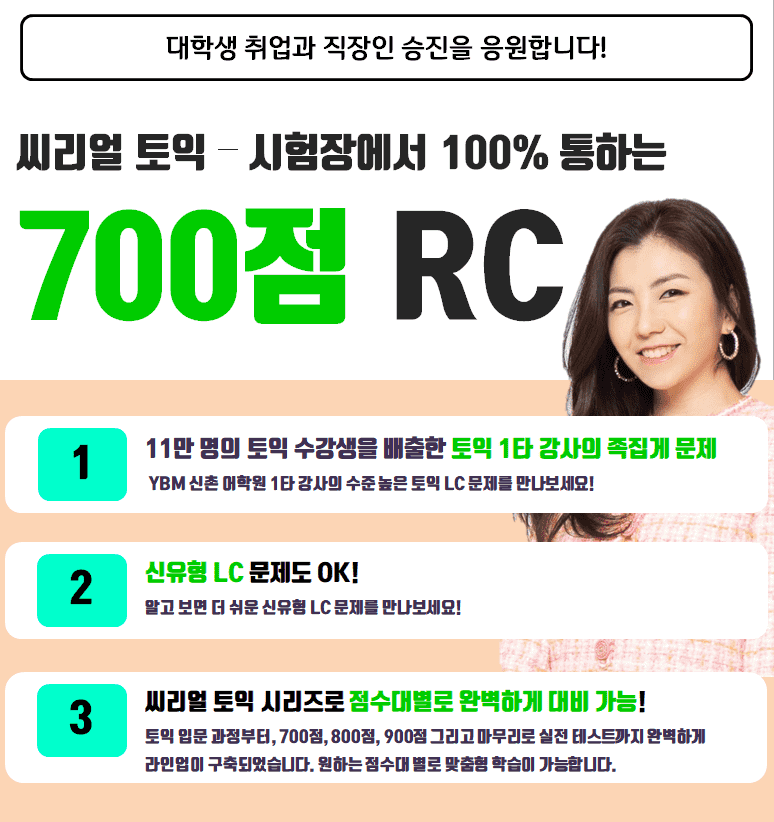 대학생 취업과 직장인 승진을 응원합니다!
씨리얼 토익 – 시험장에서 100% 통하는
700점 RC
1
11만 명의 토익 수강생을 배출한 토익 1타 강사의 족집게 문제
YBM 신촌 어학원 1타 강사의 수준 높은 토익 LC 문제를 만나보세요!
2
신유형 LC 문제도 OK!
알고 보면 더 쉬운 신유형 LC 문제를 만나보세요!
3
씨리얼 토익 시리즈로 점수대별로 완벽하게 대비 가능!
토익 입문 과정부터, 700점, 800점, 900점 그리고 마무리로 실전 테스트까지 완벽하게
라인업이 구축되었습니다. 원하는 점수대 별로 맞춤형 학습이 가능합니다.